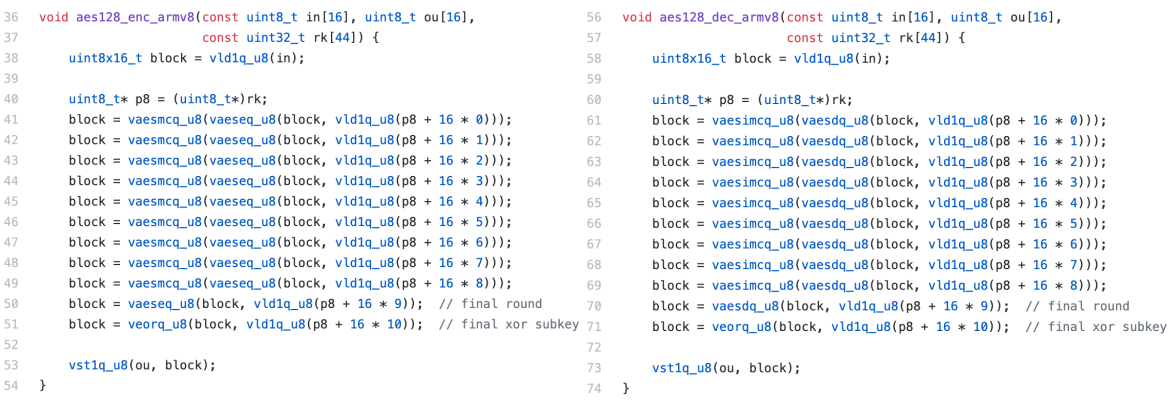 36 void aes128_enc_armv8(const uint8_t in[16], uint8_t ou[16],
37                       const uint32_t rk[44]) {
38     uint8x16_t block = vld1q_u8(in);
39
40     uint8_t* p8 = (uint8_t*)rk;
41     block = vaesmcq_u8(vaeseq_u8(block, vld1q_u8(p8 + 16 * 0)));
42     block = vaesmcq_u8(vaeseq_u8(block, vld1q_u8(p8 + 16 * 1)));
43     block = vaesmcq_u8(vaeseq_u8(block, vld1q_u8(p8 + 16 * 2)));
44     block = vaesmcq_u8(vaeseq_u8(block, vld1q_u8(p8 + 16 * 3)));
45     block = vaesmcq_u8(vaeseq_u8(block, vld1q_u8(p8 + 16 * 4)));
46     block = vaesmcq_u8(vaeseq_u8(block, vld1q_u8(p8 + 16 * 5)));
47     block = vaesmcq_u8(vaeseq_u8(block, vld1q_u8(p8 + 16 * 6)));
48     block = vaesmcq_u8(vaeseq_u8(block, vld1q_u8(p8 + 16 * 7)));
49     block = vaesmcq_u8(vaeseq_u8(block, vld1q_u8(p8 + 16 * 8)));
50     block = vaeseq_u8(block, vld1q_u8(p8 + 16 * 9));  // final round
51     block = veorq_u8(block, vld1q_u8(p8 + 16 * 10));  // final xor subkey
52
53     vst1q_u8(ou, block);
54 }
56 void aes128_dec_armv8(const uint8_t in[16], uint8_t ou[16],
57                       const uint32_t rk[44]) {
58     uint8x16_t block = vld1q_u8(in);
59
60     uint8_t* p8 = (uint8_t*)rk;
61     block = vaesimcq_u8(vaesdq_u8(block, vld1q_u8(p8 + 16 * 0)));
62     block = vaesimcq_u8(vaesdq_u8(block, vld1q_u8(p8 + 16 * 1)));
63     block = vaesimcq_u8(vaesdq_u8(block, vld1q_u8(p8 + 16 * 2)));
64     block = vaesimcq_u8(vaesdq_u8(block, vld1q_u8(p8 + 16 * 3)));
65     block = vaesimcq_u8(vaesdq_u8(block, vld1q_u8(p8 + 16 * 4)));
66     block = vaesimcq_u8(vaesdq_u8(block, vld1q_u8(p8 + 16 * 5)));
67     block = vaesimcq_u8(vaesdq_u8(block, vld1q_u8(p8 + 16 * 6)));
68     block = vaesimcq_u8(vaesdq_u8(block, vld1q_u8(p8 + 16 * 7)));
69     block = vaesimcq_u8(vaesdq_u8(block, vld1q_u8(p8 + 16 * 8)));
70     block = vaesdq_u8(block, vld1q_u8(p8 + 16 * 9));  // final round
71     block = veorq_u8(block, vld1q_u8(p8 + 16 * 10));  // final xor subkey
72
73     vst1q_u8(ou, block);
74 }